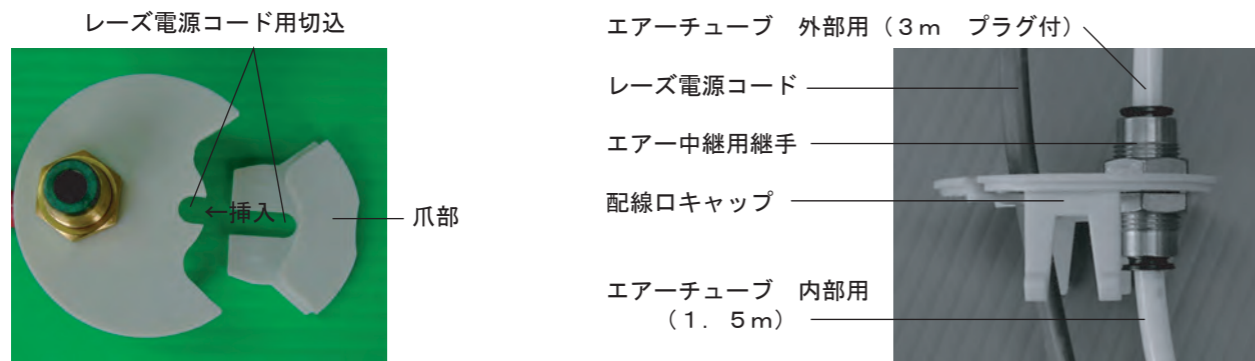 レーズ電源コード用切込
←挿入
爪部
エアーチューブ　外部用（３ｍ　プラグ付）
レーズ電源コード
エアー中継用継手
配線口キャップ
エアーチューブ　内部用
（１．５ｍ）